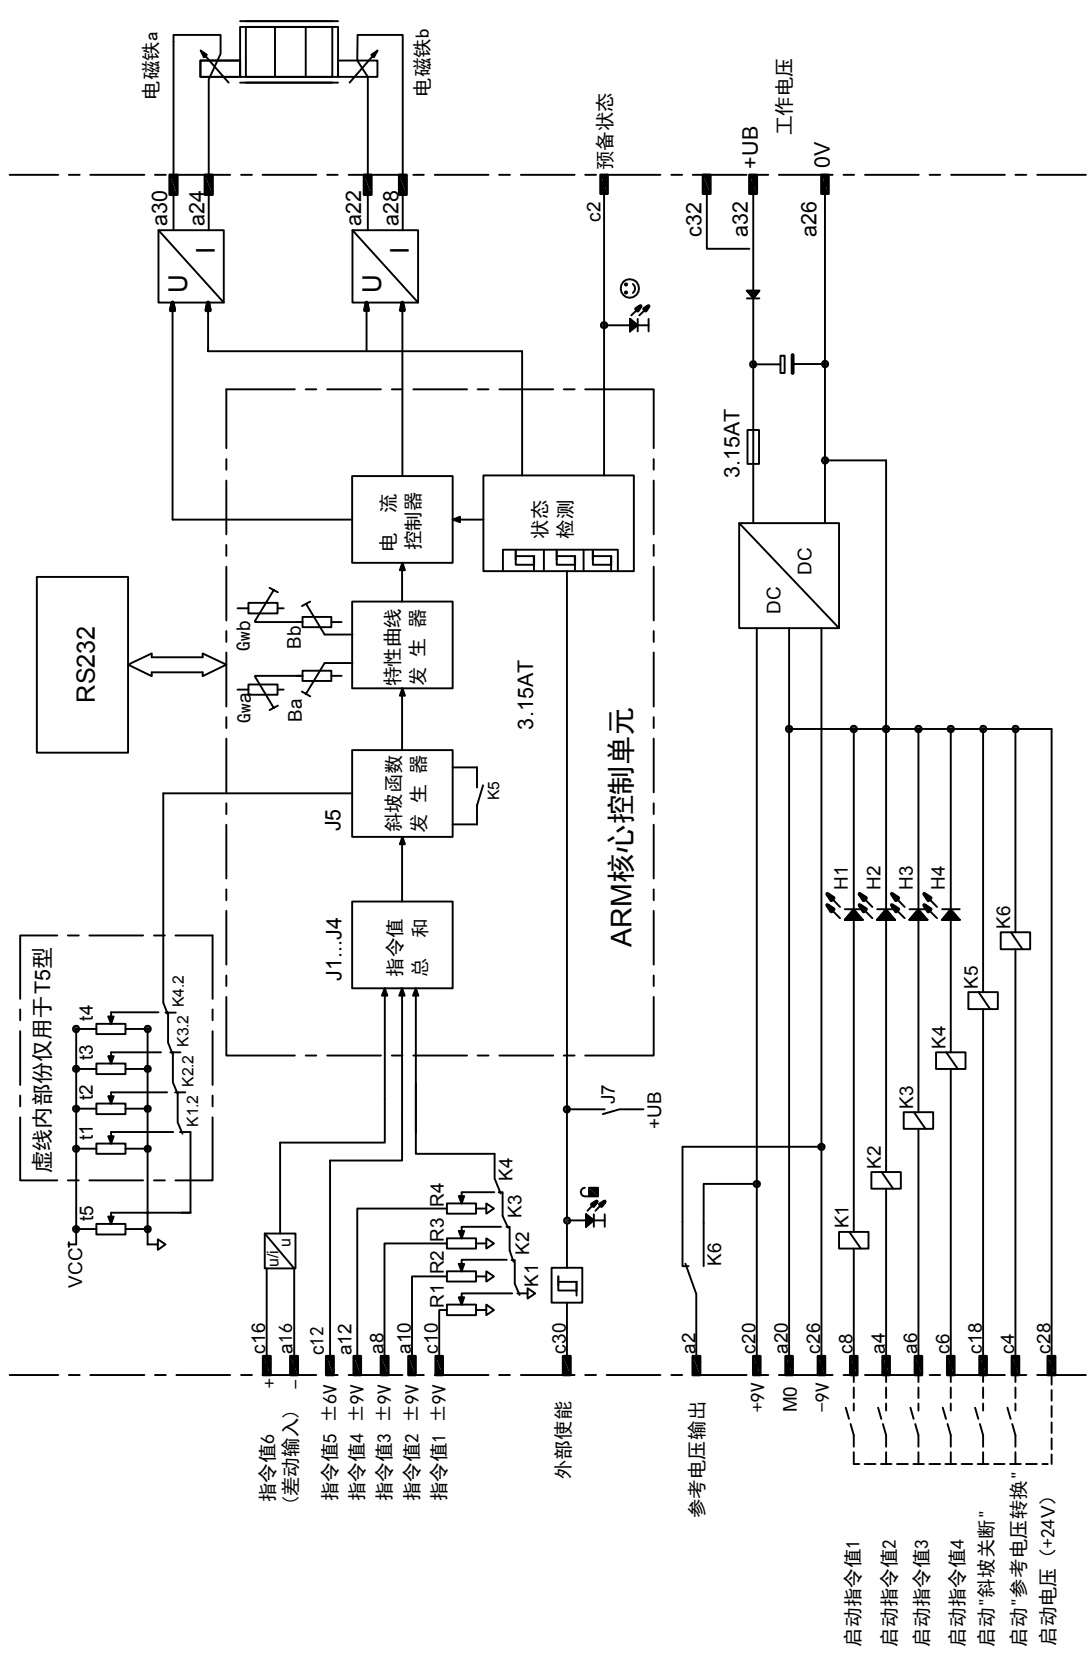 电磁铁a
电磁铁b
预备状态
工作电压
+UB
0V
a30
a24
a22
a28
c2
c32
a32
a26
U
I
U
I
3.15AT
DC
DC
RS232
电 流
控制器
状态
检测
Gwb
Bb
Gwa
Ba
特性曲线
发 生 器
3.15AT
ARM核心控制单元
J5
斜坡函数
发 生 器
K5
J1...J4
指令值
总 和
虚线内部份仅用于T5型
t5
t1
t2
t3
t4
K1.2
K2.2
K3.2
K4.2
VCC
u/i
u
R1
R2
R3
R4
K1
K2
K3
K4
J7
+UB
K6
H1
H2
H3
H4
K1
K2
K3
K4
K5
K6
c16
a16
c12
a12
a8
a10
c10
c30
a2
c20
a20
c26
c8
a4
a6
c6
c18
c4
c28
+
−
指令值6
(差动输入)
指令值5 ±6V
指令值4 ±9V
指令值3 ±9V
指令值2 ±9V
指令值1 ±9V
外部使能
参考电压输出
+9V
M0
−9V
启动指令值1
启动指令值2
启动指令值3
启动指令值4
启动"斜坡关断"
启动"参考电压转换"
启动电压 (+24V)